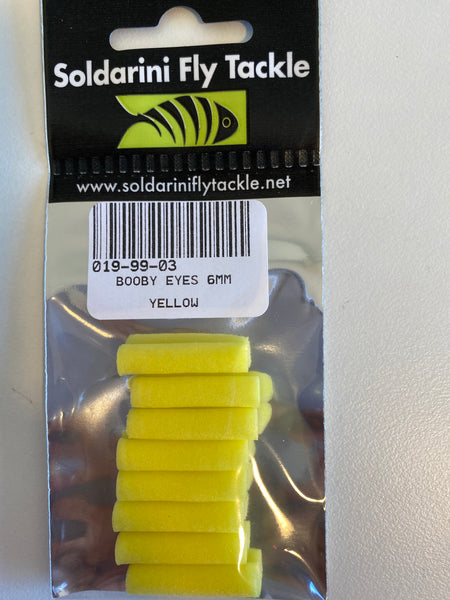 Soldarini Fly Tackle
www.soldariniflytackle.net
019-99-03
BOOBY EYES 6MM
YELLOW